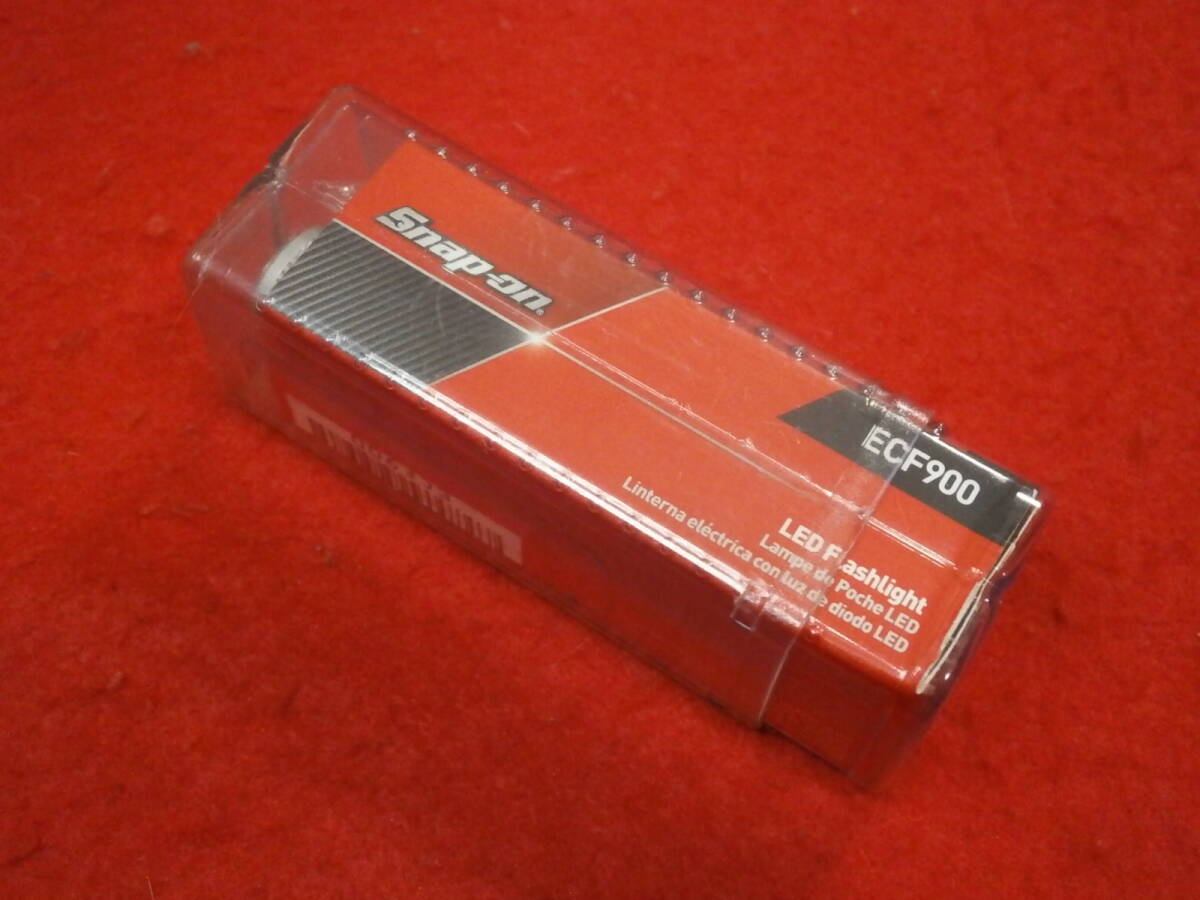 Snap-on®
ECF900
LED Flashlight
Lampe de Poche LED
Linterna eléctrica con luz de diodo LED